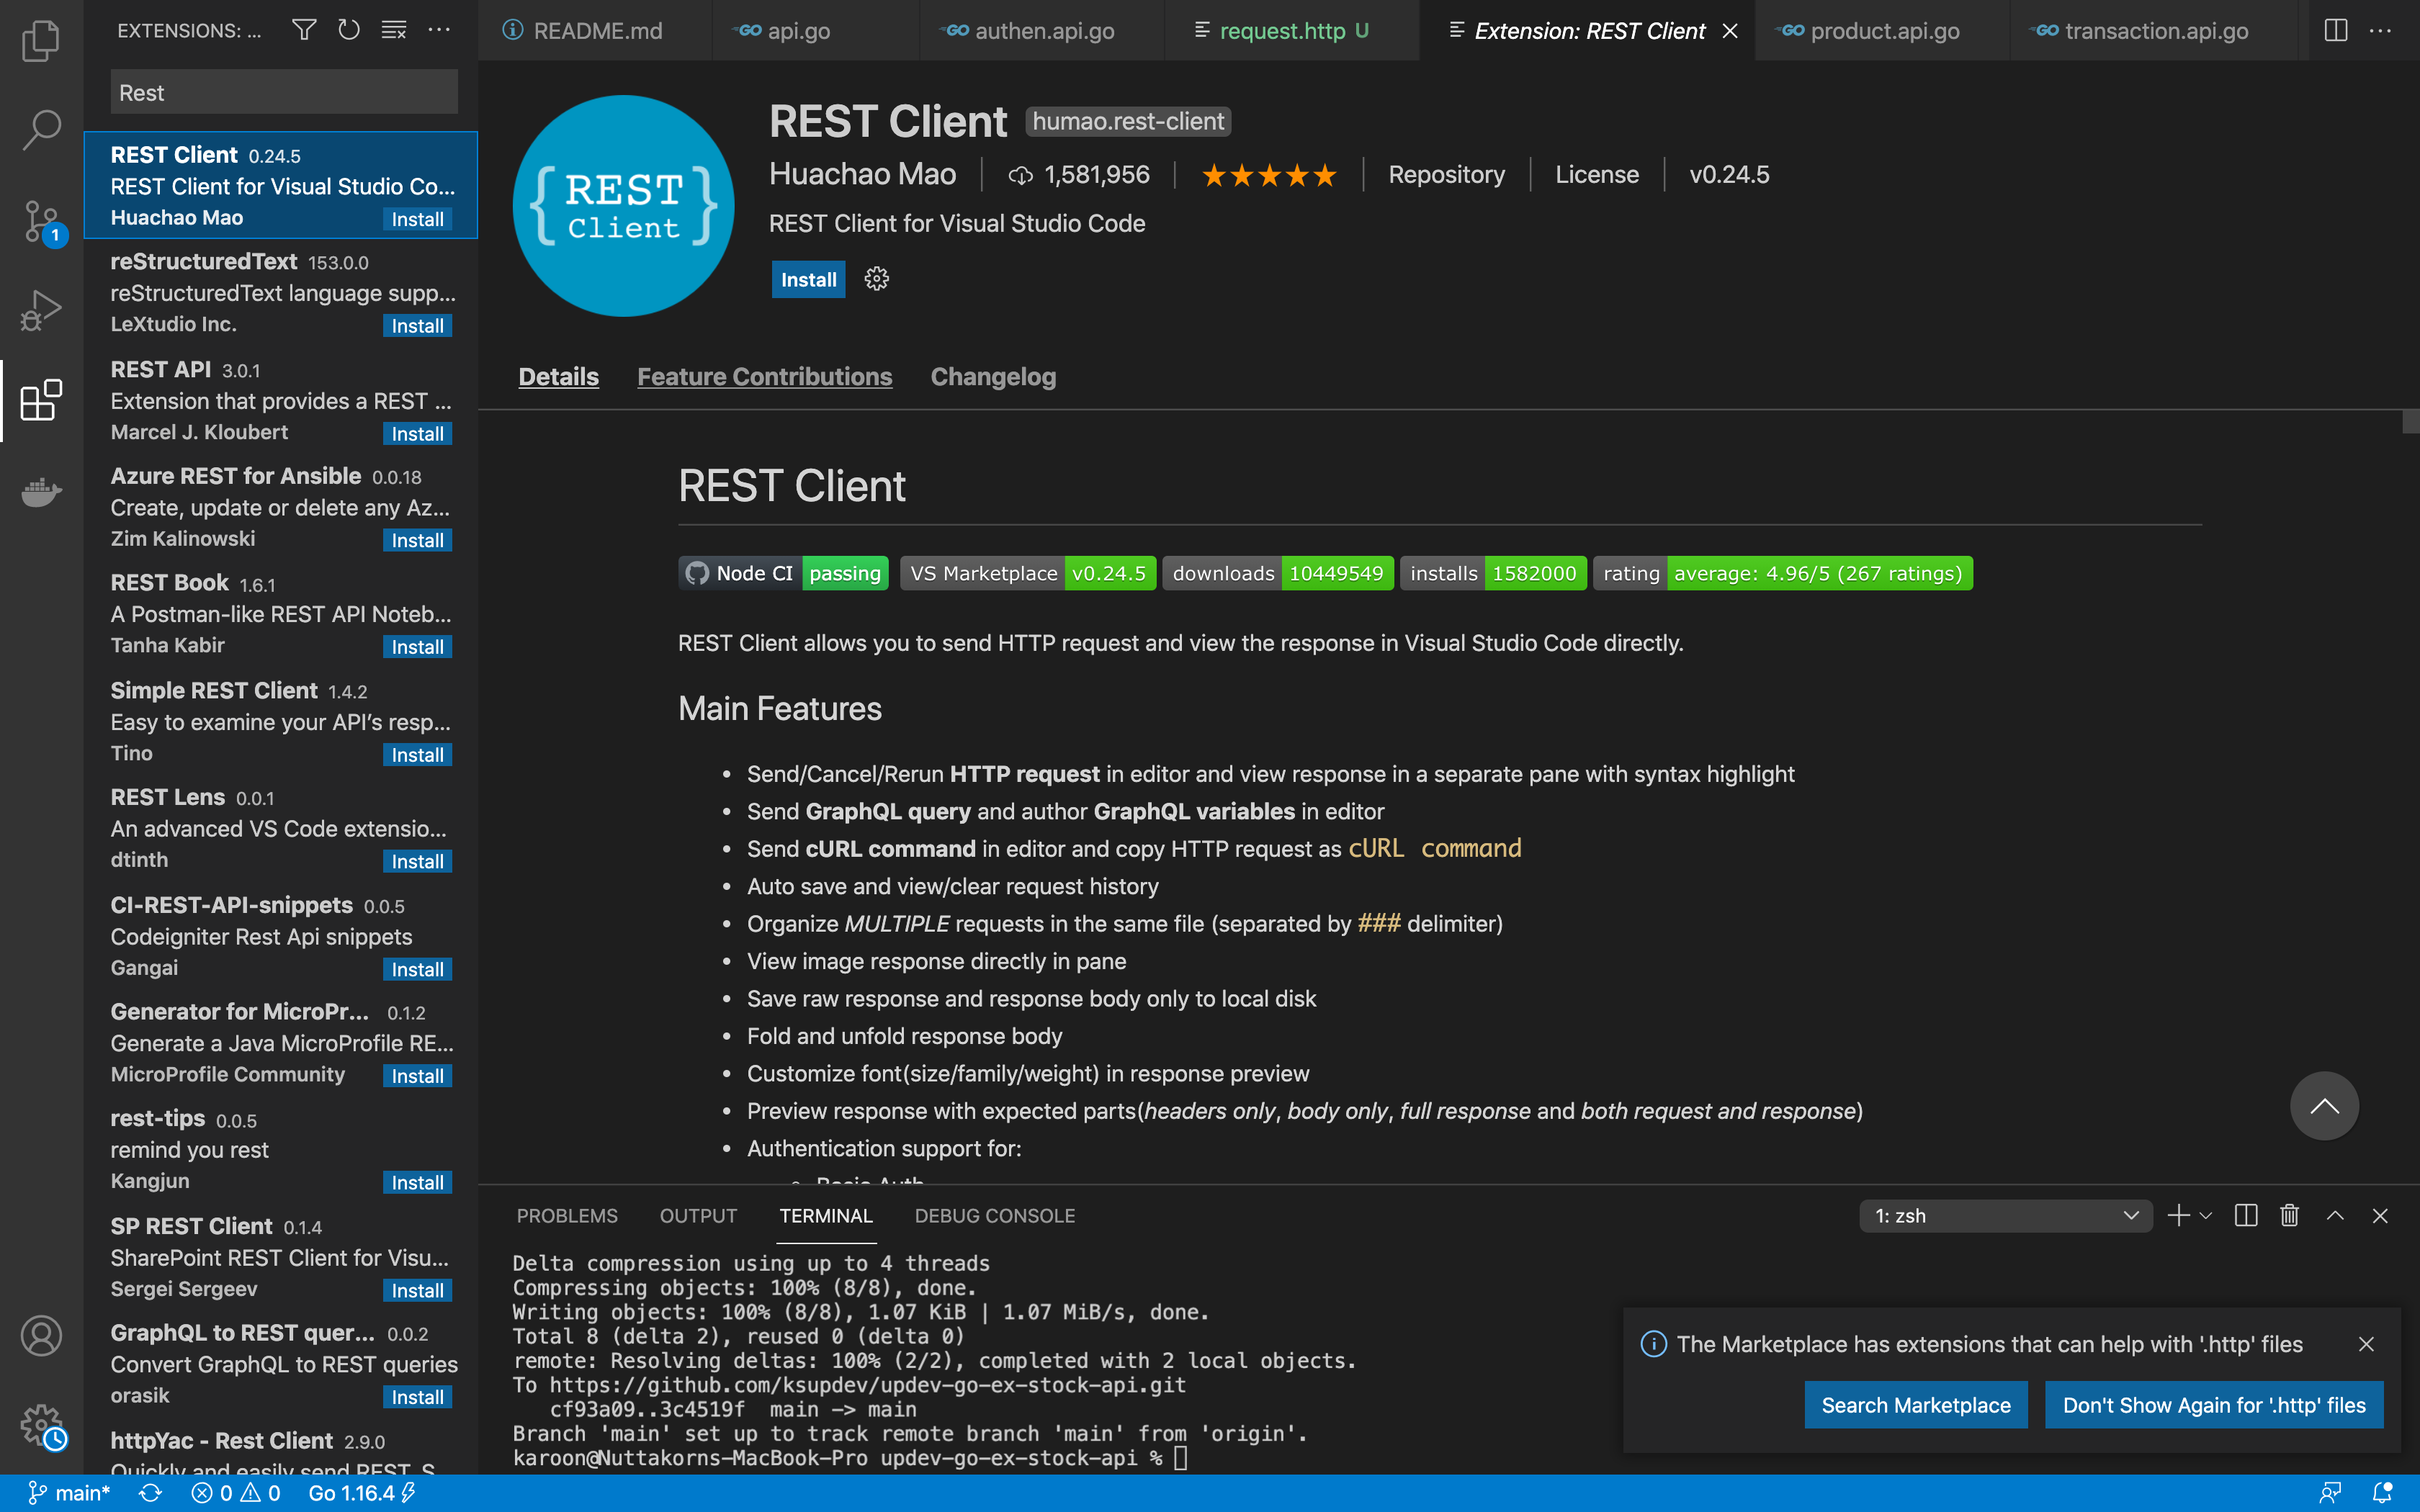 EXTENSIONS: ...
README.md
api.go
authen.api.go
request.http U
Extension: REST Client
product.api.go
transaction.api.go
Rest
REST Client 0.24.5
REST Client for Visual Studio Co...
Huachao Mao Install
reStructuredText 153.0.0
reStructuredText language supp...
LeXtudio Inc. Install
REST API 3.0.1
Extension that provides a REST ...
Marcel J. Kloubert Install
Azure REST for Ansible 0.0.18
Create, update or delete any Az...
Zim Kalinowski Install
REST Book 1.6.1
A Postman-like REST API Noteb...
Tanha Kabir Install
Simple REST Client 1.4.2
Easy to examine your API's resp...
Tino Install
REST Lens 0.0.1
An advanced VS Code extensio...
dtinth Install
CI-REST-API-snippets 0.0.5
Codeigniter Rest Api snippets
Gangai Install
Generator for MicroPr... 0.1.2
Generate a Java MicroProfile RE...
MicroProfile Community Install
rest-tips 0.0.5
remind you rest
Kangjun Install
SP REST Client 0.1.4
SharePoint REST Client for Visu...
Sergei Sergeev Install
GraphQL to REST quer... 0.0.2
Convert GraphQL to REST queries
orasik Install
httpYac - Rest Client 2.9.0
Quickly and easily send REST, S
{ REST Client }
REST Client humao.rest-client
Huachao Mao 1,581,956 ★★★★★ Repository License v0.24.5
REST Client for Visual Studio Code
Install
Details Feature Contributions Changelog
REST Client
Node CI passing VS Marketplace v0.24.5 downloads 10449549 installs 1582000 rating average: 4.96/5 (267 ratings)
REST Client allows you to send HTTP request and view the response in Visual Studio Code directly.
Main Features
• Send/Cancel/Rerun HTTP request in editor and view response in a separate pane with syntax highlight
• Send GraphQL query and author GraphQL variables in editor
• Send cURL command in editor and copy HTTP request as cURL command
• Auto save and view/clear request history
• Organize MULTIPLE requests in the same file (separated by ### delimiter)
• View image response directly in pane
• Save raw response and response body only to local disk
• Fold and unfold response body
• Customize font(size/family/weight) in response preview
• Preview response with expected parts(headers only, body only, full response and both request and response)
• Authentication support for:
Basic Auth
PROBLEMS OUTPUT TERMINAL DEBUG CONSOLE 1: zsh
Delta compression using up to 4 threads
Compressing objects: 100% (8/8), done.
Writing objects: 100% (8/8), 1.07 KiB | 1.07 MiB/s, done.
Total 8 (delta 2), reused 0 (delta 0)
remote: Resolving deltas: 100% (2/2), completed with 2 local objects.
To https://github.com/ksupdev/updev-go-ex-stock-api.git
cf93a09..3c4519f main -> main
Branch 'main' set up to track remote branch 'main' from 'origin'.
karoon@Nuttakorns-MacBook-Pro updev-go-ex-stock-api %
The Marketplace has extensions that can help with '.http' files
Search Marketplace Don't Show Again for '.http' files
1
main* 0 0 Go 1.16.4